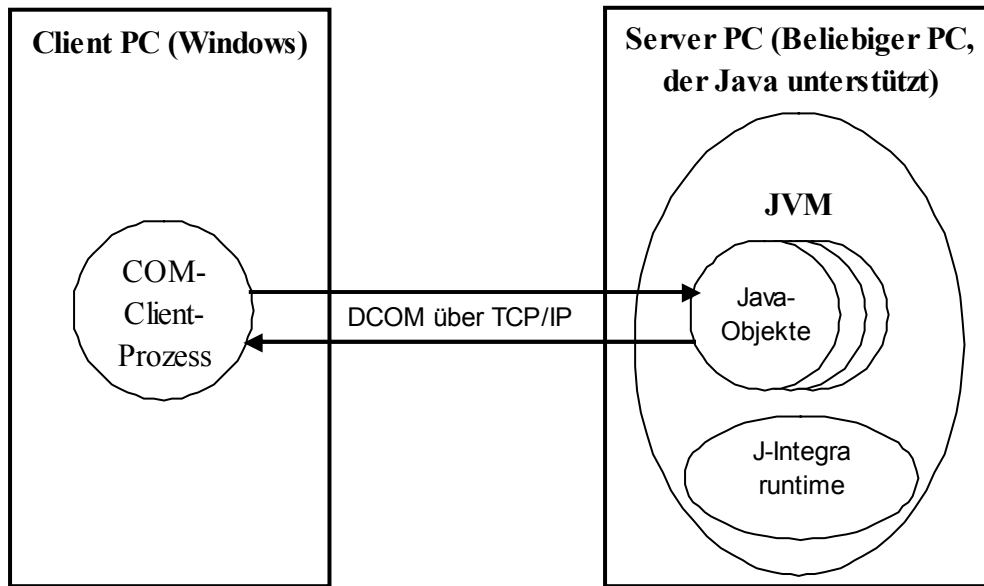 Client PC (Windows)
COM-
Client-
Prozess
DCOM über TCP/IP
Server PC (Beliebiger PC,
der Java unterstützt)
JVM
Java-
Objekte
J-Integra
runtime